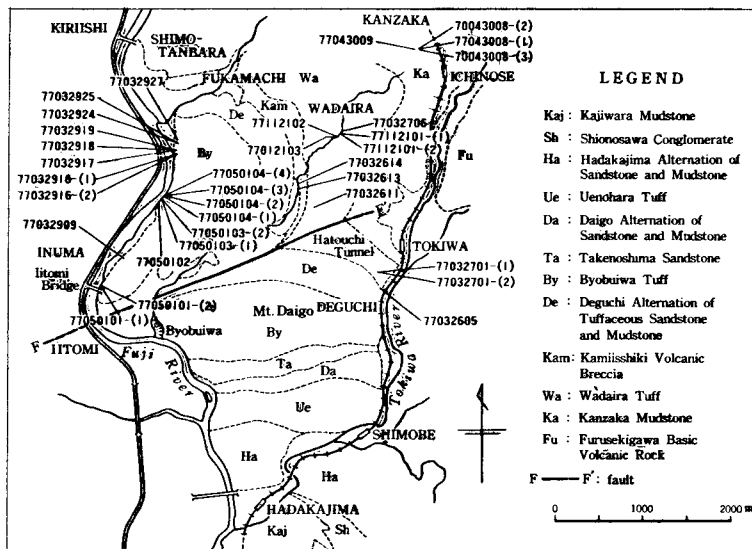 KIRIISHI
SHIMO-
TANBARA
FUKAMACHI
Wa
KANZAKA
77043009
70043008-(2)
77043008-(1)
70043008-(3)
Ka
ICHINOSE
77032927
77032925
77032924
77032919
77032918
77032917
77032916-(1)
77032916-(2)
De
Kam
WADAIRA
77112102
77012103
77032706
77112101-(1)
77112101-(2)
Fu
By
77032614
77032613
77032611
77050104-(4)
77050104-(3)
77050104-(2)
77050104-(1)
77050103-(2)
77050103-(1)
77050102
77032909
INUMA
Iitomi
Bridge
Hatouchi
Tunnel
TOKIWA
De
77032701-(1)
77032701-(2)
77032605
77050101-(2)
77050101-(1)
Byobuiwa
Mt. Daigo
DEGUCHI
By
F
IITOMI
Fuji
River
Tokiwa River
Ta
Da
Ue
SHIMOBE
Ha
Ha
HADAKAJIMA
Kaj
Sh
LEGEND
Kaj : Kajiwara Mudstone
Sh : Shionosawa Conglomerate
Ha : Hadakajima Alternation of
Sandstone and Mudstone
Ue : Uenohara Tuff
Da : Daigo Alternation of
Sandstone and Mudstone
Ta : Takenoshima Sandstone
By : Byobuiwa Tuff
De : Deguchi Alternation of
Tuffaceous Sandstone
and Mudstone
Kam : Kamiisshiki Volcanic
Breccia
Wa : Wadaira Tuff
Ka : Kanzaka Mudstone
Fu : Furusekigawa Basic
Volcanic Rock
F F' : fault
0 1000 2000 m